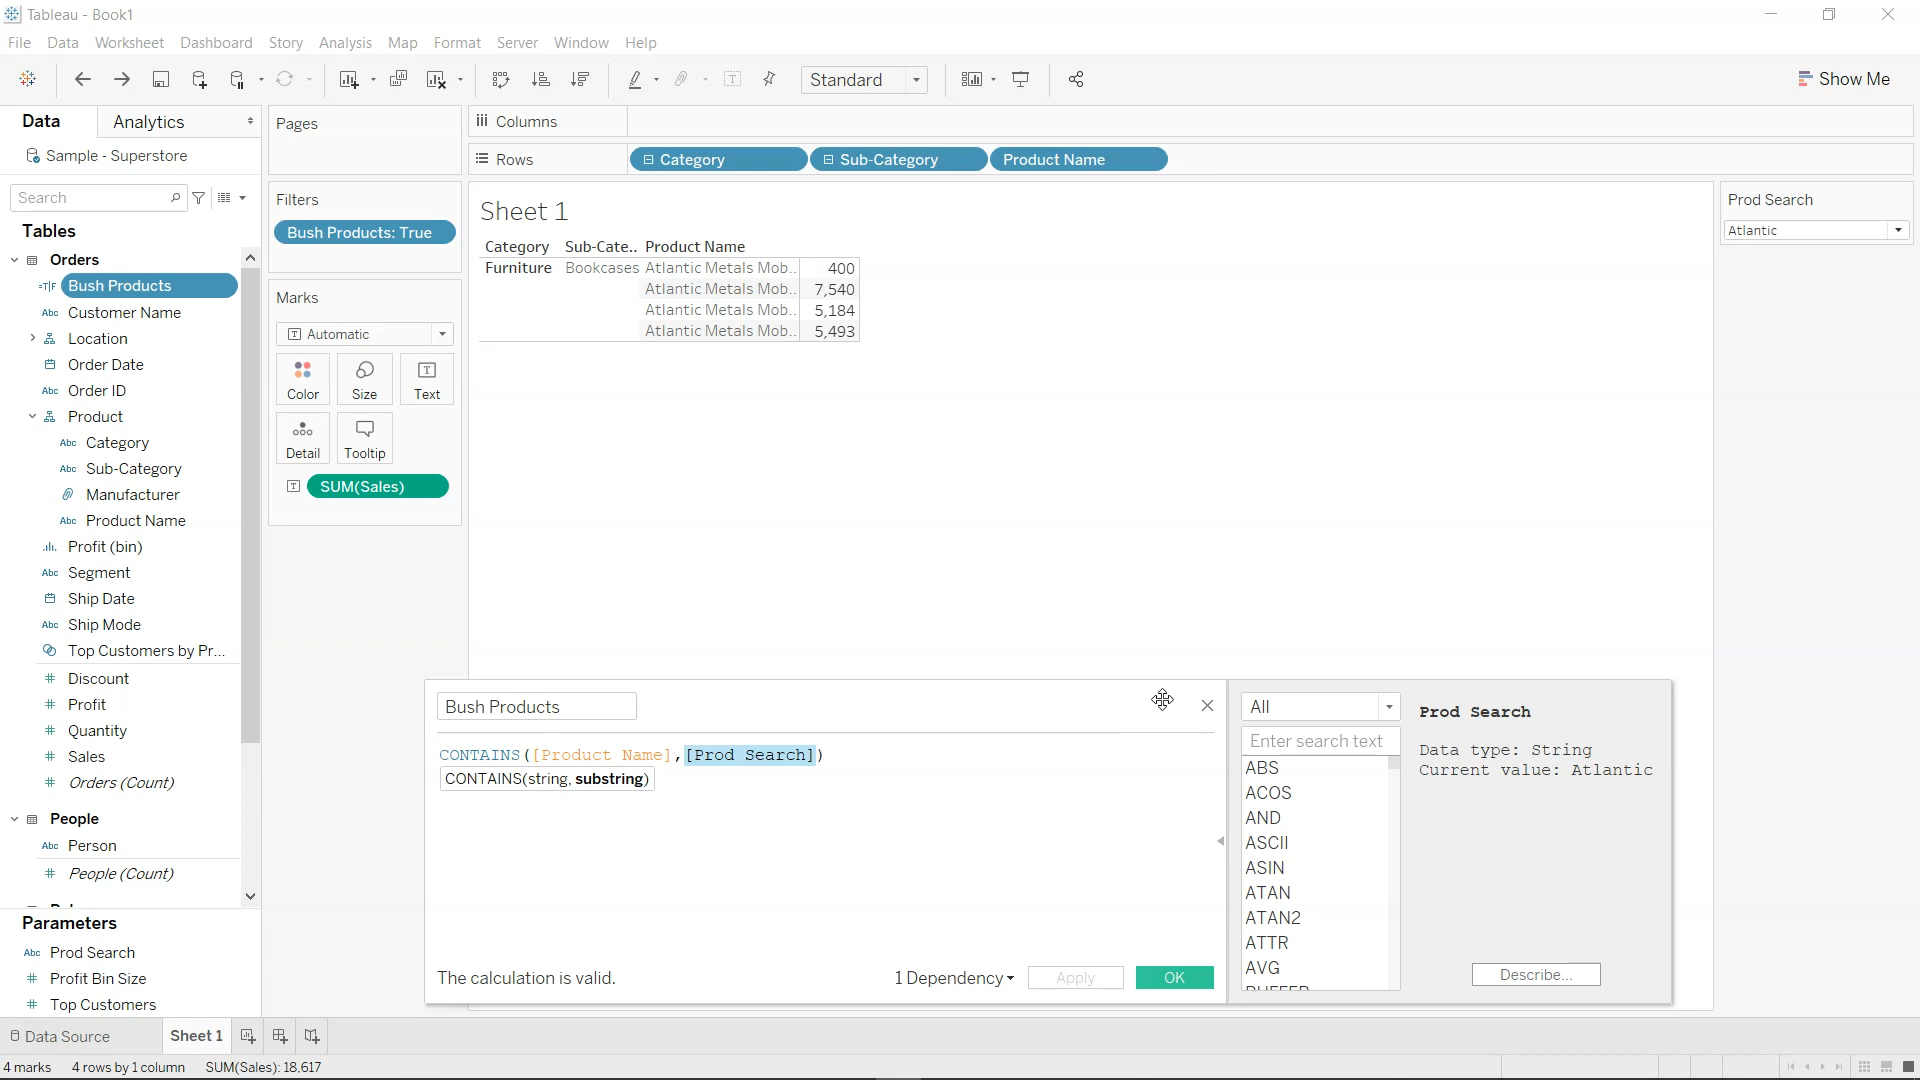 Tableau - Book1
File Data Worksheet Dashboard Story Analysis Map Format Server Window Help
Standard
Show Me
Data Analytics
Sample - Superstore
Search
Tables
Orders
=T|F Bush Products
Abc Customer Name
Location
Order Date
Abc Order ID
Product
Abc Category
Abc Sub-Category
Manufacturer
Abc Product Name
Profit (bin)
Abc Segment
Ship Date
Abc Ship Mode
Top Customers by Pr...
# Discount
# Profit
# Quantity
# Sales
# Orders (Count)
People
Abc Person
# People (Count)
Parameters
Abc Prod Search
# Profit Bin Size
# Top Customers
Pages
Filters
Bush Products: True
Marks
T Automatic
Color Size Text
Detail Tooltip
T SUM(Sales)
Columns
Rows Category Sub-Category Product Name
Sheet 1
Category Sub-Cate.. Product Name
Furniture Bookcases Atlantic Metals Mob.. 400
Atlantic Metals Mob.. 7,540
Atlantic Metals Mob.. 5,184
Atlantic Metals Mob.. 5,493
Prod Search
Atlantic
Bush Products
CONTAINS([Product Name],[Prod Search])
CONTAINS(string, substring)
The calculation is valid.
1 Dependency
Apply
OK
All
Enter search text
ABS
ACOS
AND
ASCII
ASIN
ATAN
ATAN2
ATTR
AVG
Prod Search
Data type: String
Current value: Atlantic
Describe...
Data Source Sheet 1
4 marks 4 rows by 1 column SUM(Sales): 18,617